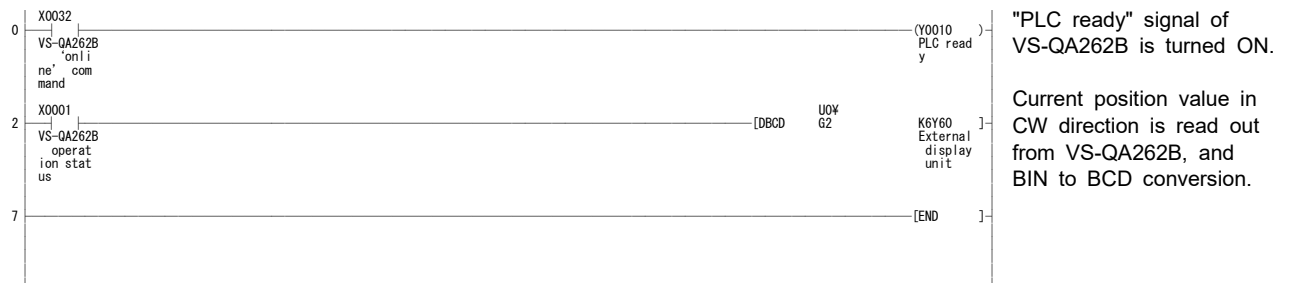 X0032
0 (Y0010 )
VS-QA262B PLC read
‘onli y
ne’ com
mand
"PLC ready" signal of
VS-QA262B is turned ON.
X0001 U0¥
2 [DBCD G2 K6Y60 ]
VS-QA262B External
operat display
ion stat unit
us
Current position value in
CW direction is read out
from VS-QA262B, and
BIN to BCD conversion.
7 [END ]